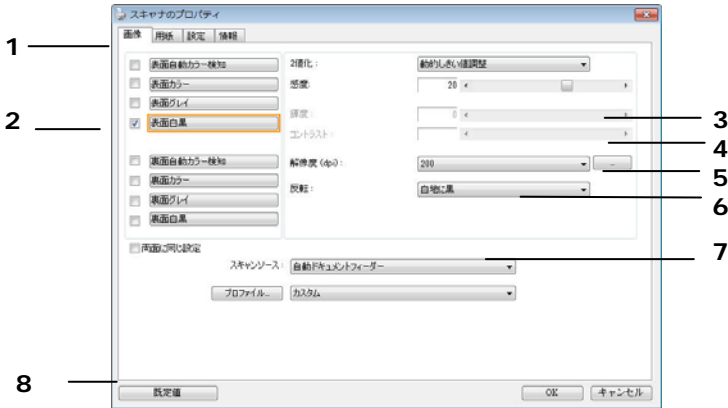 スキャナのプロパティ
画像 用紙 設定 情報
1
表面自動カラー検知 2値化: 動的しきい値調整
表面カラー 感度: 20
表面グレイ
2 表面白黒 輝度: 0 3
コントラスト: 4
裏面自動カラー検知 解像度 (dpi): 200 ...
裏面カラー 5
裏面グレイ 反転: 白地に黒 6
裏面白黒
両面に同じ設定 7
スキャンソース: 自動ドキュメントフィーダー
プロファイル... カスタム
8
既定値 OK キャンセル